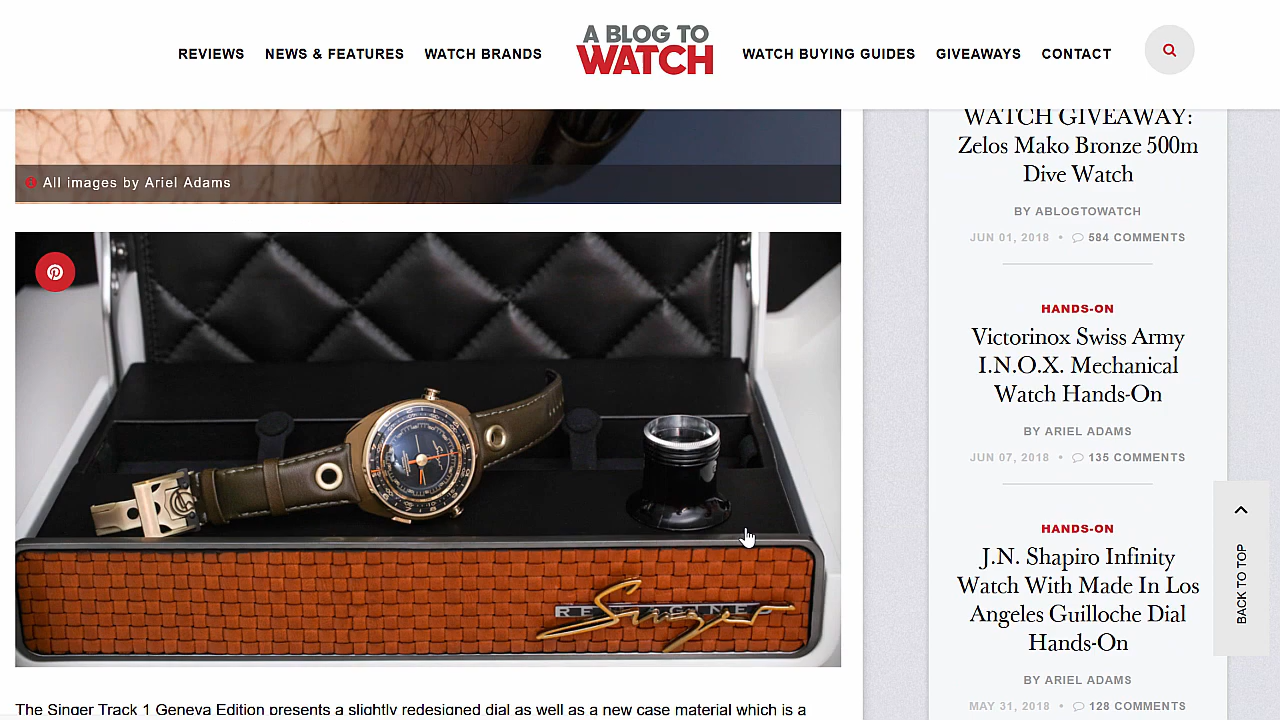 REVIEWS NEWS & FEATURES WATCH BRANDS
A BLOG TO
WATCH
WATCH BUYING GUIDES GIVEAWAYS CONTACT
All images by Ariel Adams
Singer
The Singer Track 1 Geneva Edition presents a slightly redesigned dial as well as a new case material which is a
WATCH GIVEAWAY:
Zelos Mako Bronze 500m
Dive Watch
BY ABLOGTOWATCH
JUN 01, 2018 • 584 COMMENTS
HANDS-ON
Victorinox Swiss Army
I.N.O.X. Mechanical
Watch Hands-On
BY ARIEL ADAMS
JUN 07, 2018 • 135 COMMENTS
HANDS-ON
J.N. Shapiro Infinity
Watch With Made In Los
Angeles Guilloche Dial
Hands-On
BY ARIEL ADAMS
MAY 31, 2018 • 128 COMMENTS
BACK TO TOP